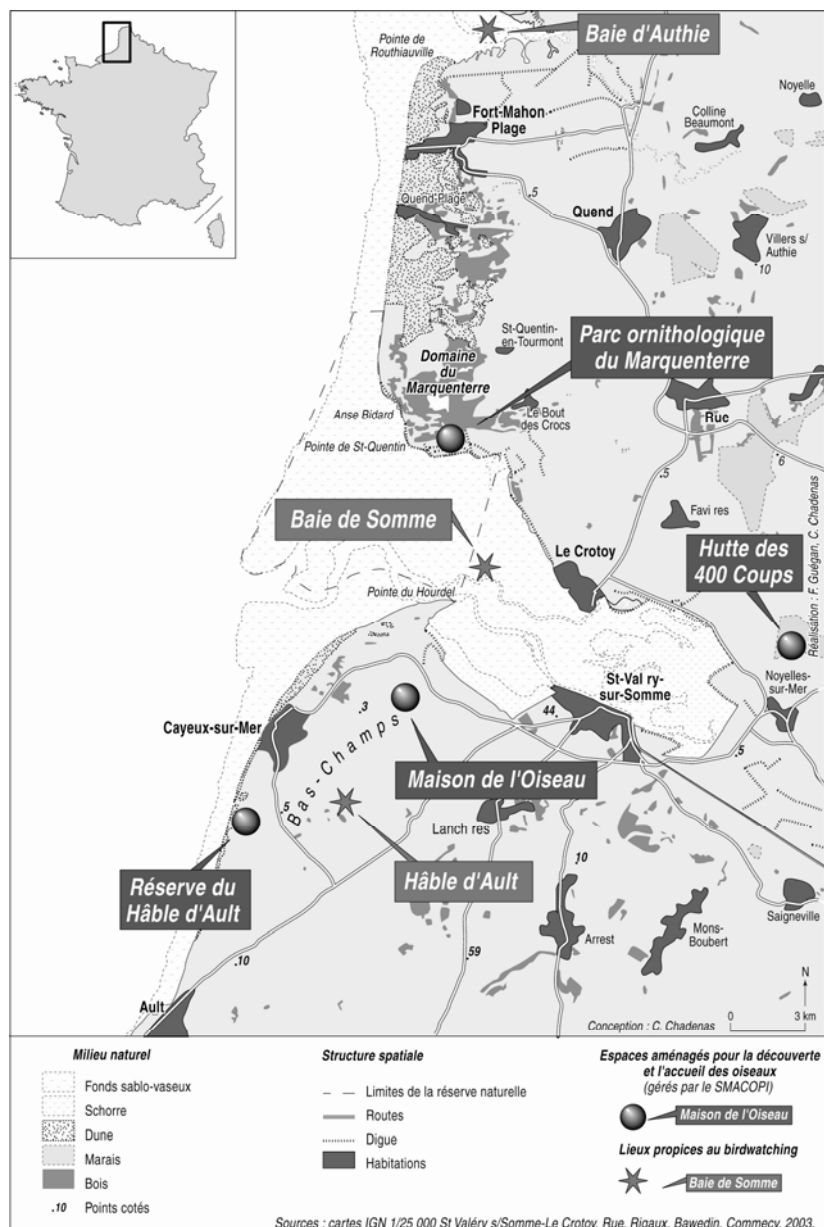 Pointe de
Routhiauville
Baie d'Authie
Noyelle
Colline
Beaumont
Fort-Mahon
Plage
.5
Quend-Plage
Quend
Villers s/
Authie
.10
St-Quentin-
en-Tourmont
Parc ornithologique
du Marquenterre
Domaine
du
Marquenterre
Anse Bidard
Le Bout
des Crocs
Rue
Pointe de St-Quentin
.6
.5
Favi res
Baie de Somme
Le Crotoy
Hutte des
400 Coups
Pointe du Hourdel
Réalisation : F. Guégan, C. Chadenas
St-Val ry-
sur-Somme
Noyelles-
sur-Mer
44.
.3
Cayeux-sur-Mer
.5
Bas-Champs
Maison de l'Oiseau
.5
Lanch res
Réserve du
Hâble d'Ault
Hâble d'Ault
.10
Saigneville
Mons-
Boubert
Arrest
.59
.10
Ault
N
0 3 km
Conception : C. Chadenas
Milieu naturel
Fonds sablo-vaseux
Schorre
Dune
Marais
Bois
.10 Points cotés
Structure spatiale
Limites de la réserve naturelle
Routes
Digue
Habitations
Espaces aménagés pour la découverte
et l'accueil des oiseaux
(gérés par le SMACOPI)
Maison de l'Oiseau
Lieux propices au birdwatching
Baie de Somme
Sources : cartes IGN 1/25 000 St Valéry s/Somme-Le Crotoy, Rue, Rigaux, Bawedin, Commecy, 2003.